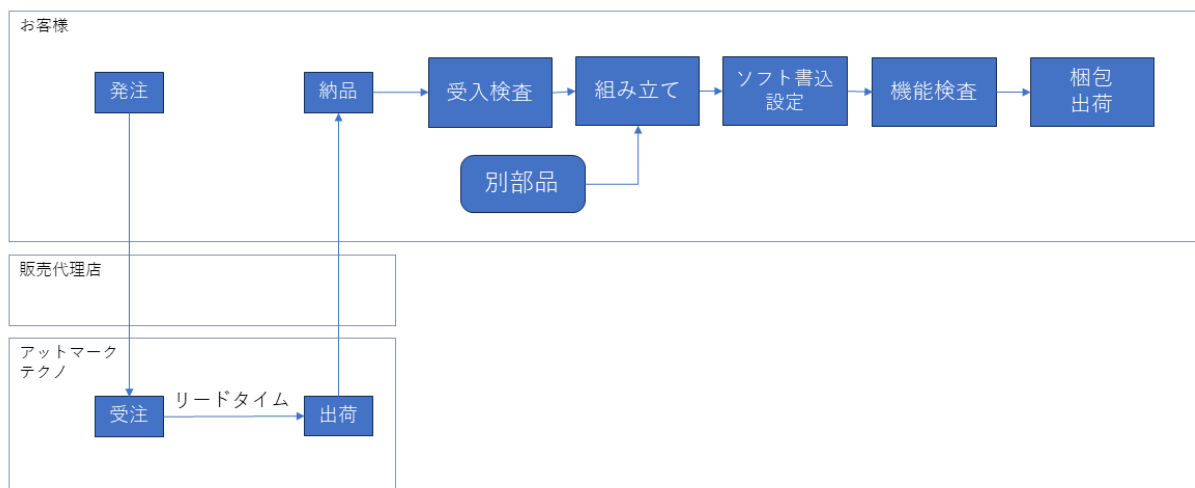 お客様
発注
納品
受入検査
組み立て
ソフト書込
設定
機能検査
梱包
出荷
別部品
販売代理店
アットマーク
テクノ
受注
リードタイム
出荷